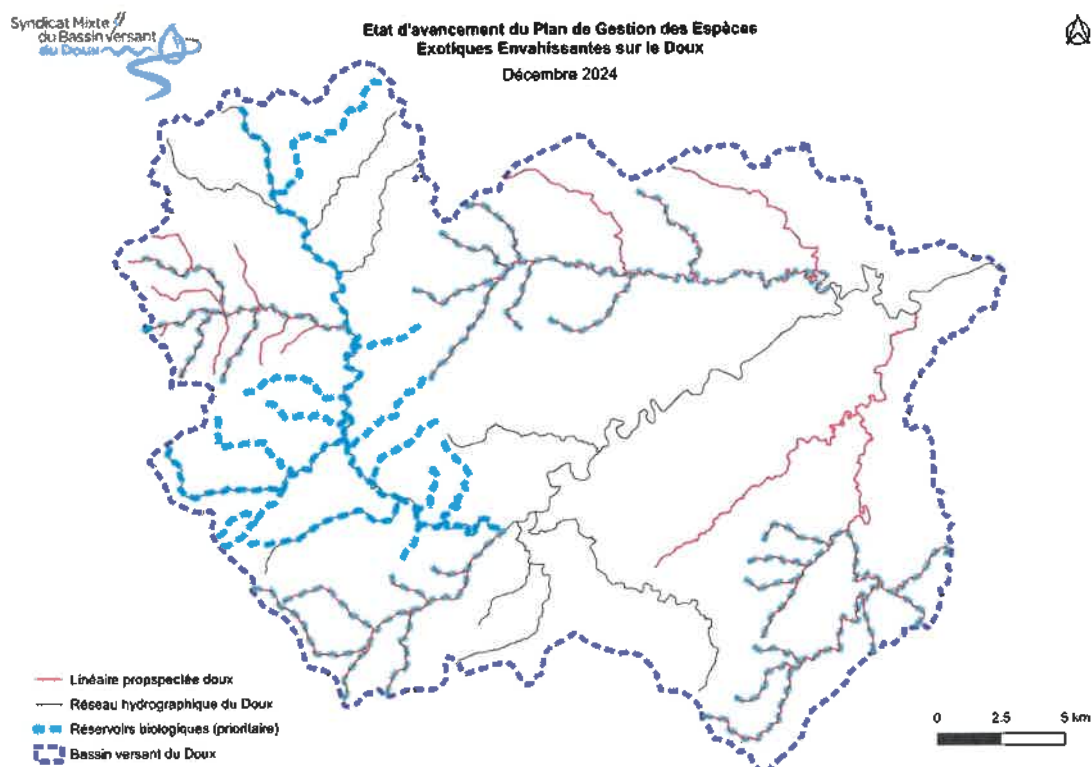 Syndicat Mixte
du Bassin versant
du Doux
Etat d'avancement du Plan de Gestion des Espèces
Exotiques Envahissantes sur le Doux
Décembre 2024
Linéaire propspectée doux
Réseau hydrographique du Doux
Réservoirs biologiques (prioritaire)
Bassin versant du Doux
0 2.5 5 km